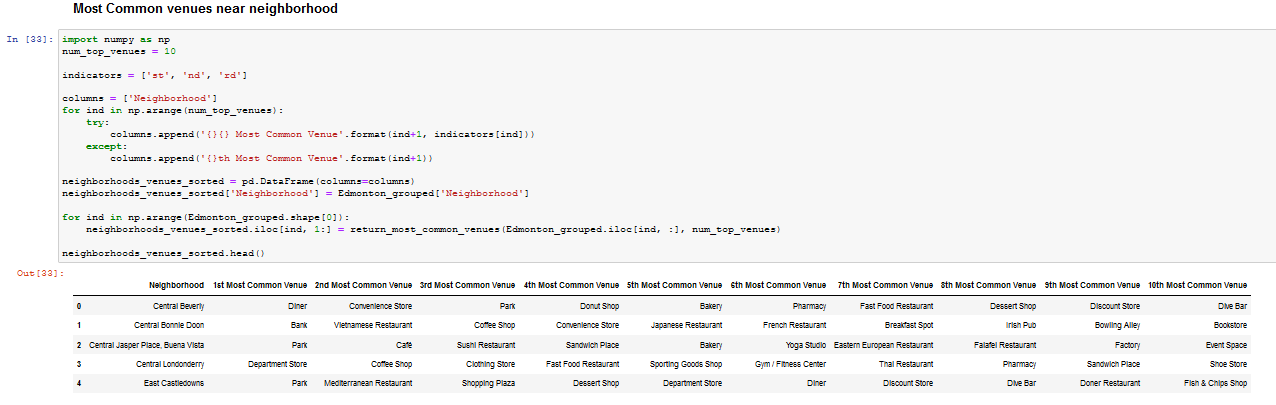 Most Common venues near neighborhood
In [33]: import numpy as np
num_top_venues = 10
indicators = ['st', 'nd', 'rd']
columns = ['Neighborhood']
for ind in np.arange(num_top_venues):
    try:
        columns.append('{}{} Most Common Venue'.format(ind+1, indicators[ind]))
    except:
        columns.append('{}th Most Common Venue'.format(ind+1))
neighborhoods_venues_sorted = pd.DataFrame(columns=columns)
neighborhoods_venues_sorted['Neighborhood'] = Edmonton_grouped['Neighborhood']
for ind in np.arange(Edmonton_grouped.shape[0]):
    neighborhoods_venues_sorted.iloc[ind, 1:] = return_most_common_venues(Edmonton_grouped.iloc[ind, :], num_top_venues)
neighborhoods_venues_sorted.head()
Out[33]:
Neighborhood 1st Most Common Venue 2nd Most Common Venue 3rd Most Common Venue 4th Most Common Venue 5th Most Common Venue 6th Most Common Venue 7th Most Common Venue 8th Most Common Venue 9th Most Common Venue 10th Most Common Venue
0 Central Beverly Diner Convenience Store Park Donut Shop Bakery Pharmacy Fast Food Restaurant Dessert Shop Discount Store Dive Bar
1 Central Bonnie Doon Bank Vietnamese Restaurant Coffee Shop Convenience Store Japanese Restaurant French Restaurant Breakfast Spot Irish Pub Bowling Alley Bookstore
2 Central Jasper Place, Buena Vista Park Café Sushi Restaurant Sandwich Place Bakery Yoga Studio Eastern European Restaurant Falafel Restaurant Factory Event Space
3 Central Londonderry Department Store Coffee Shop Clothing Store Fast Food Restaurant Sporting Goods Shop Gym / Fitness Center Thai Restaurant Pharmacy Sandwich Place Shoe Store
4 East Castledowns Park Mediterranean Restaurant Shopping Plaza Dessert Shop Department Store Diner Discount Store Dive Bar Doner Restaurant Fish & Chips Shop